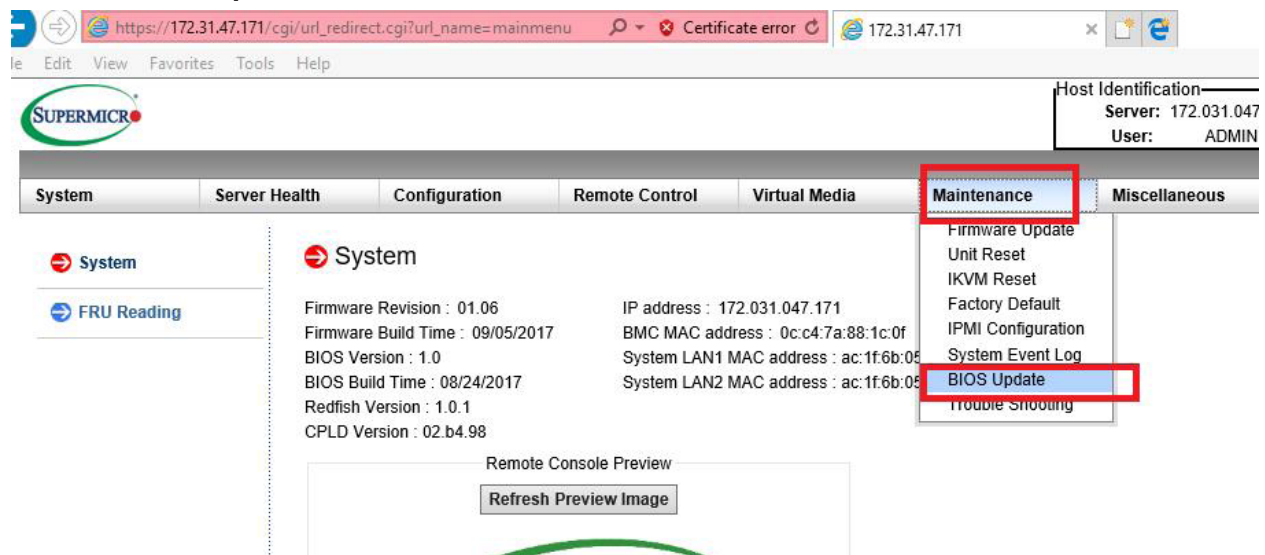 https://172.31.47.171/cgi/url_redirect.cgi?url_name=mainmenu Certificate error 172.31.47.171
Edit View Favorites Tools Help
SUPERMICR
Host Identification
Server: 172.031.047
User: ADMIN
System Server Health Configuration Remote Control Virtual Media Maintenance Miscellaneous
Firmware Update
Unit Reset
IKVM Reset
Factory Default
IPMI Configuration
System Event Log
BIOS Update
Trouble Shooting
System
FRU Reading
System
Firmware Revision : 01.06
Firmware Build Time : 09/05/2017
BIOS Version : 1.0
BIOS Build Time : 08/24/2017
Redfish Version : 1.0.1
CPLD Version : 02.b4.98
IP address : 172.031.047.171
BMC MAC address : 0c:c4:7a:88:1c:0f
System LAN1 MAC address : ac:1f:6b:05
System LAN2 MAC address : ac:1f:6b:05
Remote Console Preview
Refresh Preview Image